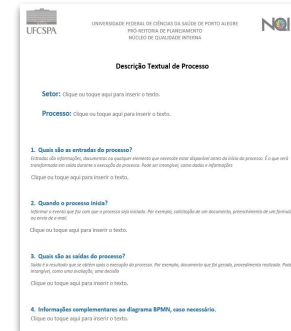 UFCSPA
UNIVERSIDADE FEDERAL DE CIÊNCIAS DA SAÚDE DE PORTO ALEGRE
PRÓ-REITORIA DE PLANEJAMENTO
NÚCLEO DE QUALIDADE INTERNA
NQI
Descrição Textual de Processo
Setor: Clique ou toque aqui para inserir o texto.
Processo: Clique ou toque aqui para inserir o texto.
1. Quais são as entradas do processo?
Entradas são informações, documentos ou qualquer elemento que necessite estar disponível antes do início do processo. É o que será
transformado em saída durante a execução do processo. Pode ser intangível, como dados e informações
Clique ou toque aqui para inserir o texto.
2. Quando o processo inicia?
Informar o evento que faz com que o processo seja iniciado. Por exemplo, solicitação de um documento, preenchimento de um formulá
ou envio de e-mail.
Clique ou toque aqui para inserir o texto.
3. Quais são as saídas do processo?
Saída é o resultado que se obtém após a execução do processo. Por exemplo, documento que foi gerado, procedimento realizado. Pode
intangível, como uma avaliação, uma decisão
Clique ou toque aqui para inserir o texto.
4. Informações complementares ao diagrama BPMN, caso necessário.
Clique ou toque aqui para inserir o texto.